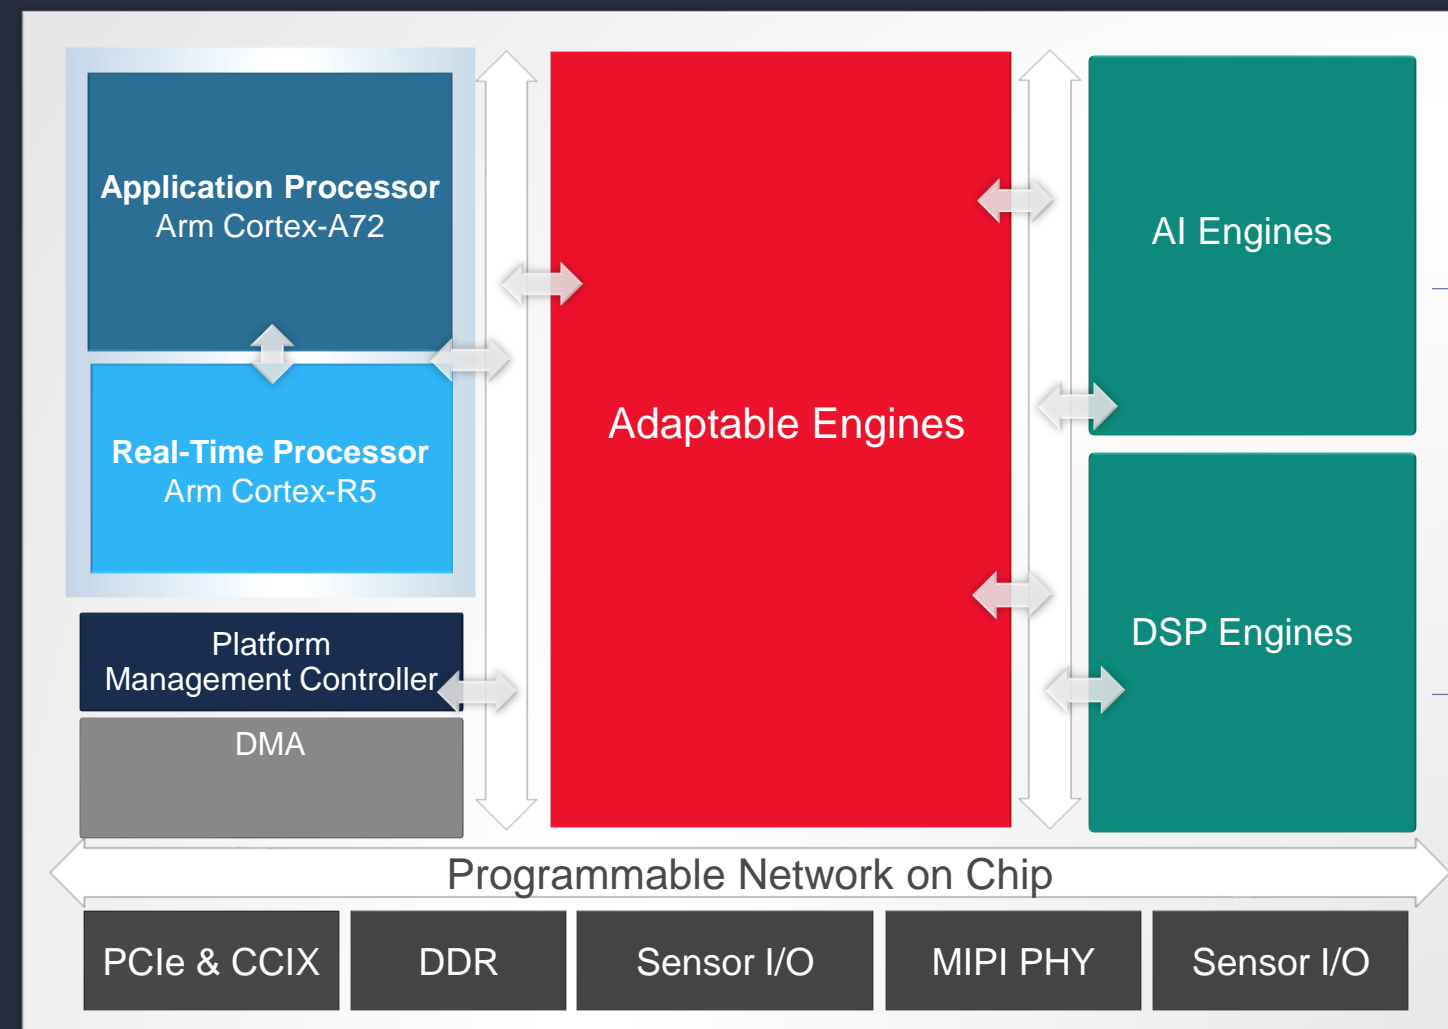 Application Processor
Arm Cortex-A72
Real-Time Processor
Arm Cortex-R5
Platform
Management Controller
DMA
Adaptable Engines
AI Engines
DSP Engines
Programmable Network on Chip
PCIe & CCIX
DDR
Sensor I/O
MIPI PHY
Sensor I/O